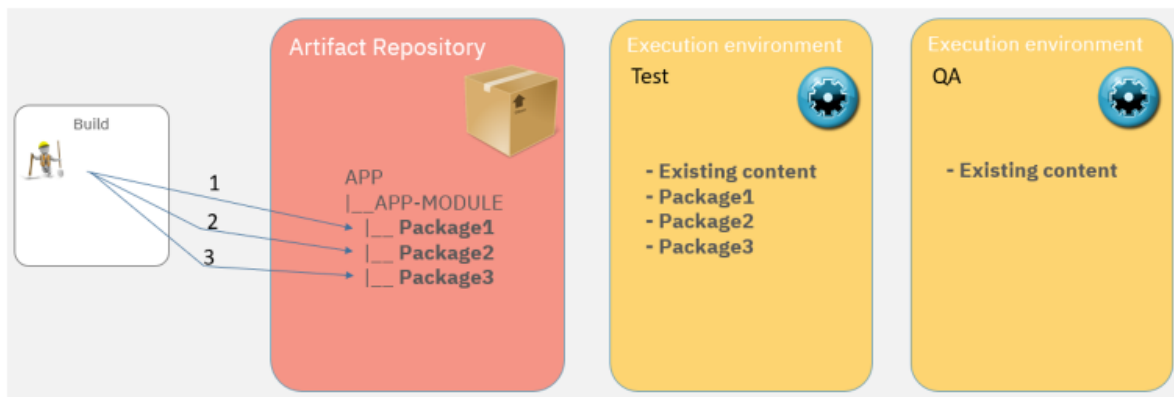 Build
1
2
3
Artifact Repository
APP
|__APP-MODULE
|__ Package1
|__ Package2
|__ Package3
Execution environment
Test
- Existing content
- Package1
- Package2
- Package3
Execution environment
QA
- Existing content